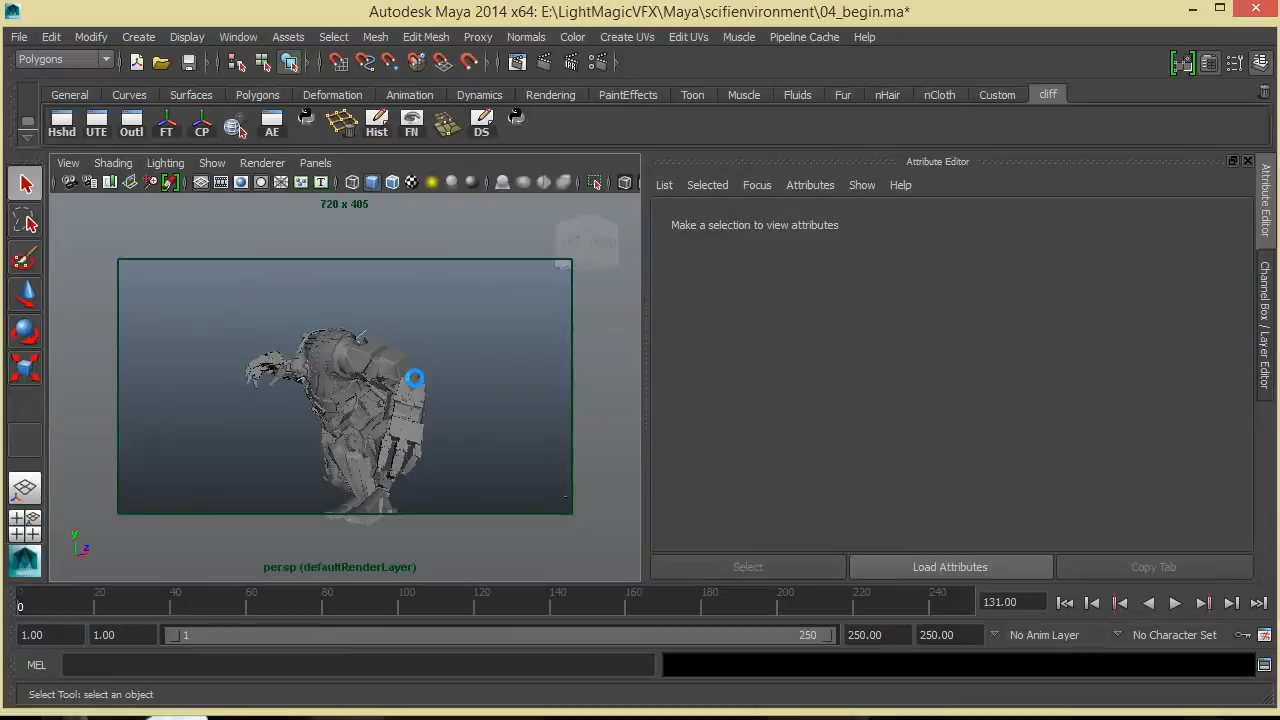 Autodesk Maya 2014 x64: E:\LightMagicVFX\Maya\scifienvironment\04_begin.ma*
File Edit Modify Create Display Window Assets Select Mesh Edit Mesh Proxy Normals Color Create UVs Edit UVs Muscle Pipeline Cache Help
Polygons
General Curves Surfaces Polygons Deformation Animation Dynamics Rendering PaintEffects Toon Muscle Fluids Fur nHair nCloth Custom diff
Hshd UTE Outl FT CP AE Hist FN DS
View Shading Lighting Show Renderer Panels
Attribute Editor
List Selected Focus Attributes Show Help
720 x 405
Make a selection to view attributes
Attribute Editor
Channel Box / Layer Editor
y
z
persp (defaultRenderLayer)
Select Load Attributes Copy Tab
0 20 40 60 80 100 120 140 160 180 200 220 240
0
131.00
1.00 1.00 1 250 250.00 250.00 No Anim Layer No Character Set
MEL
Select Tool: select an object